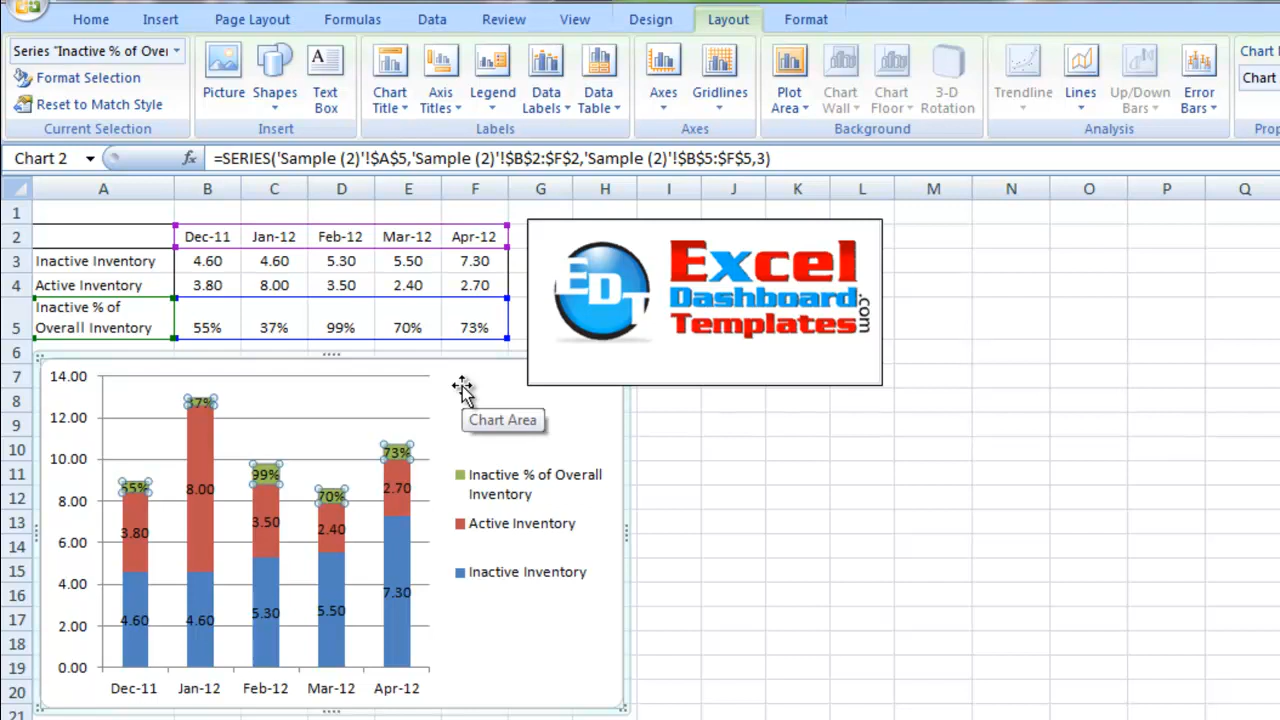 Home Insert Page Layout Formulas Data Review View Design Layout Format
Series "Inactive % of Over
Format Selection
Reset to Match Style
Current Selection
Picture Shapes Text Box
Insert
Chart Title Axis Titles Legend Data Labels Data Table
Labels
Axes Gridlines
Axes
Plot Area Chart Wall Chart Floor 3-D Rotation
Background
Trendline Lines Up/Down Bars Error Bars
Analysis
Chart
Chart
Chart 2 fx =SERIES('Sample (2)'!$A$5,'Sample (2)'!$B$2:$F$2,'Sample (2)'!$B$5:$F$5,3)
A B C D E F G H I J K L M N O P Q
1
2 Dec-11 Jan-12 Feb-12 Mar-12 Apr-12
3 Inactive Inventory 4.60 4.60 5.30 5.50 7.30
4 Active Inventory 3.80 8.00 3.50 2.40 2.70
Inactive % of
5 Overall Inventory 55% 37% 99% 70% 73%
EDT
Excel
Dashboard
Templates
.com
6
7
8
9
10
11
12
13
14
15
16
17
18
19
20
21
14.00
12.00
10.00
8.00
6.00
4.00
2.00
0.00
55% 37% 99% 70% 73%
3.80 8.00 3.50 2.40 2.70
4.60 4.60 5.30 5.50 7.30
Dec-11 Jan-12 Feb-12 Mar-12 Apr-12
Chart Area
Inactive % of Overall
Inventory
Active Inventory
Inactive Inventory